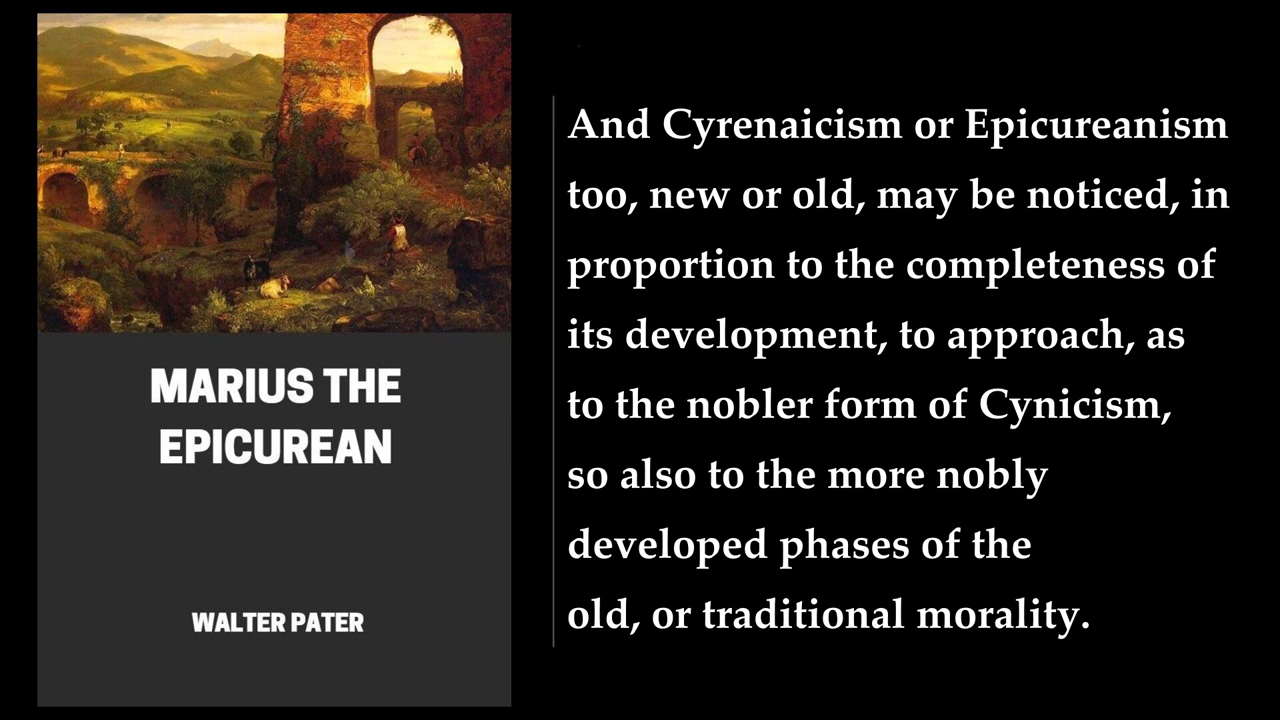 MARIUS THE
EPICUREAN
WALTER PATER
And Cyrenaicism or Epicureanism
too, new or old, may be noticed, in
proportion to the completeness of
its development, to approach, as
to the nobler form of Cynicism,
so also to the more nobly
developed phases of the
old, or traditional morality.